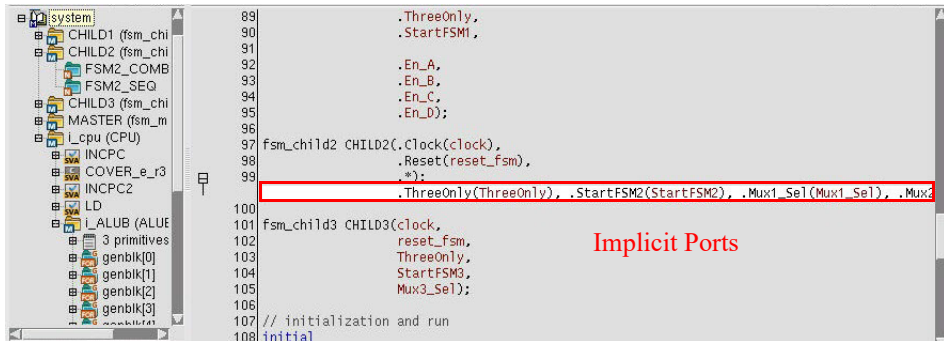 system
CHILD1 (fsm_chi
CHILD2 (fsm_chi
FSM2_COMB
FSM2_SEQ
CHILD3 (fsm_chi
MASTER (fsm_m
i_cpu (CPU)
INCPC
COVER_e_r3
INCPC2
LD
i_ALUB (ALUE
3 primitives
genblk[0]
genblk[1]
genblk[2]
genblk[3]
genblk[4]
89 .ThreeOnly,
90 .StartFSM1,
91
92 .En_A,
93 .En_B,
94 .En_C,
95 .En_D);
96
97 fsm_child2 CHILD2(.Clock(clock),
98 .Reset(reset_fsm),
99 .*);
.ThreeOnly(ThreeOnly), .StartFSM2(StartFSM2), .Mux1_Sel(Mux1_Sel), .Mux2
100
101 fsm_child3 CHILD3(clock,
102 reset_fsm,
103 ThreeOnly,
104 StartFSM3,
105 Mux3_Sel);
106
107 // initialization and run
108 initial
Implicit Ports